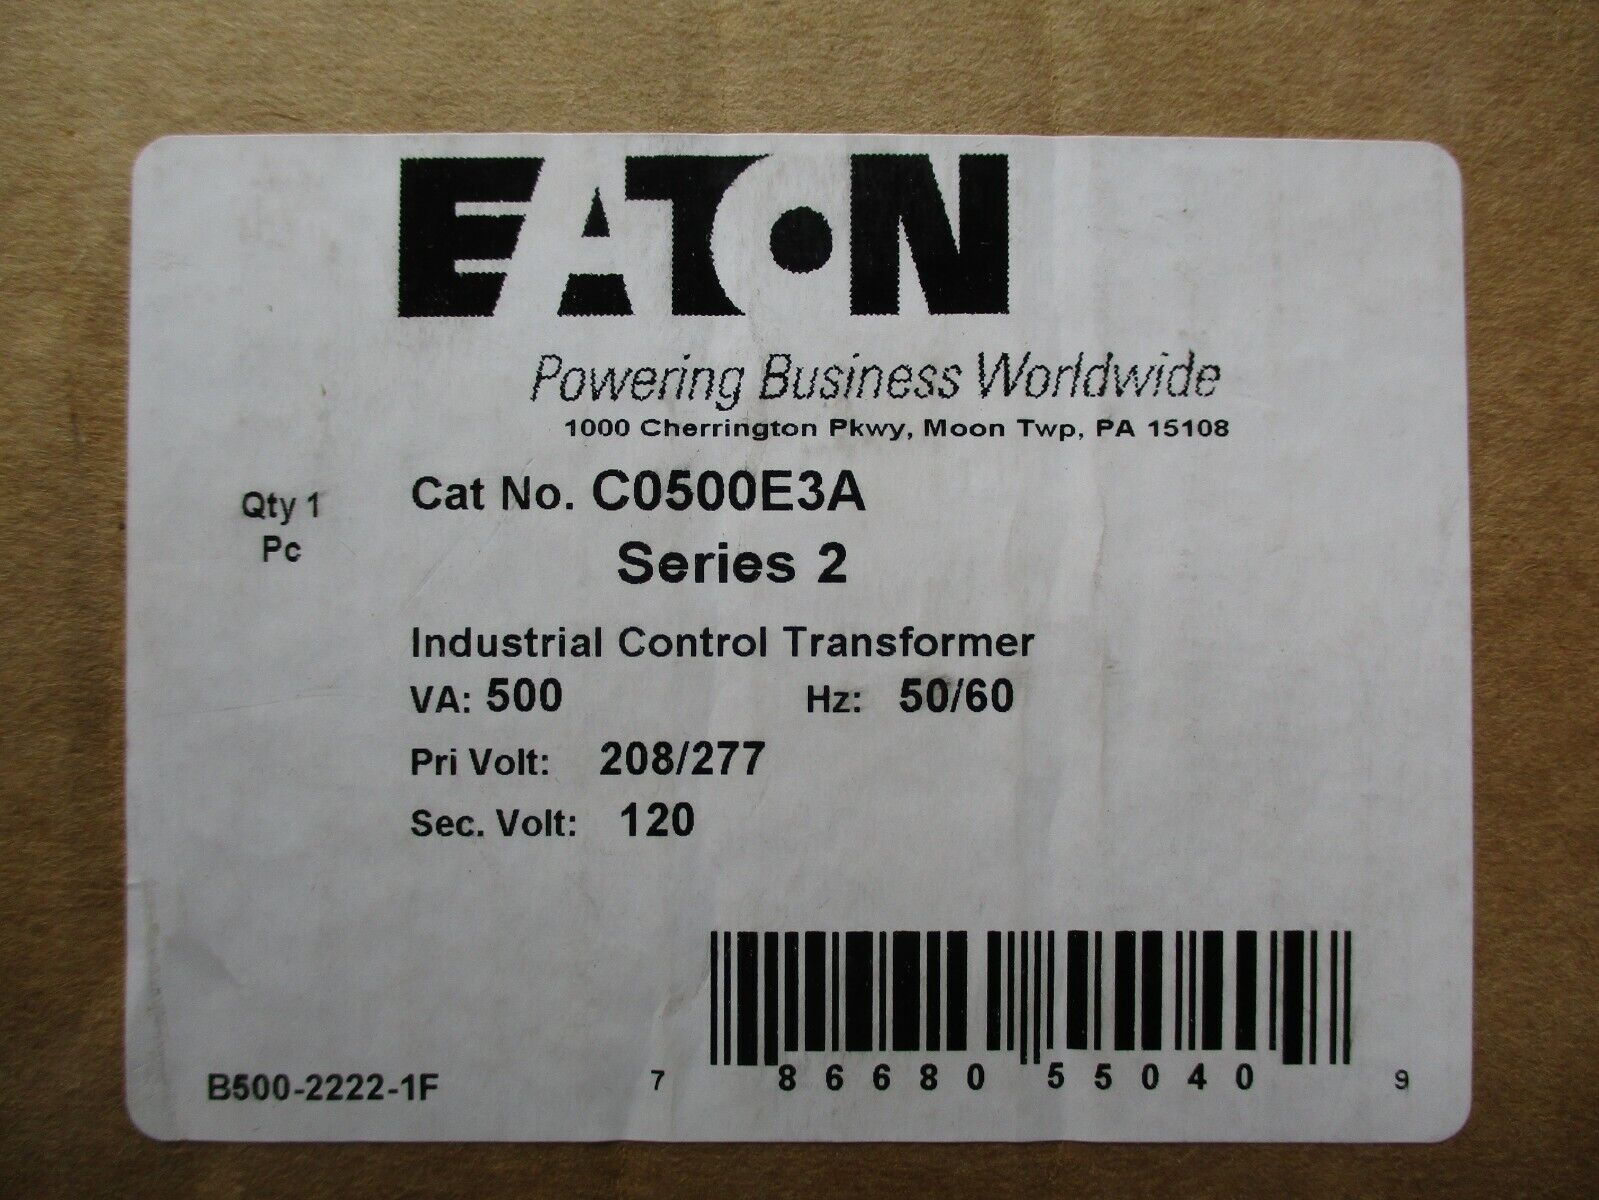 EATON
Powering Business Worldwide
1000 Cherrington Pkwy, Moon Twp, PA 15108
Qty 1
Pc
Cat No. C0500E3A
Series 2
Industrial Control Transformer
VA: 500 Hz: 50/60
Pri Volt: 208/277
Sec. Volt: 120
B500-2222-1F
7 86680 55040 9